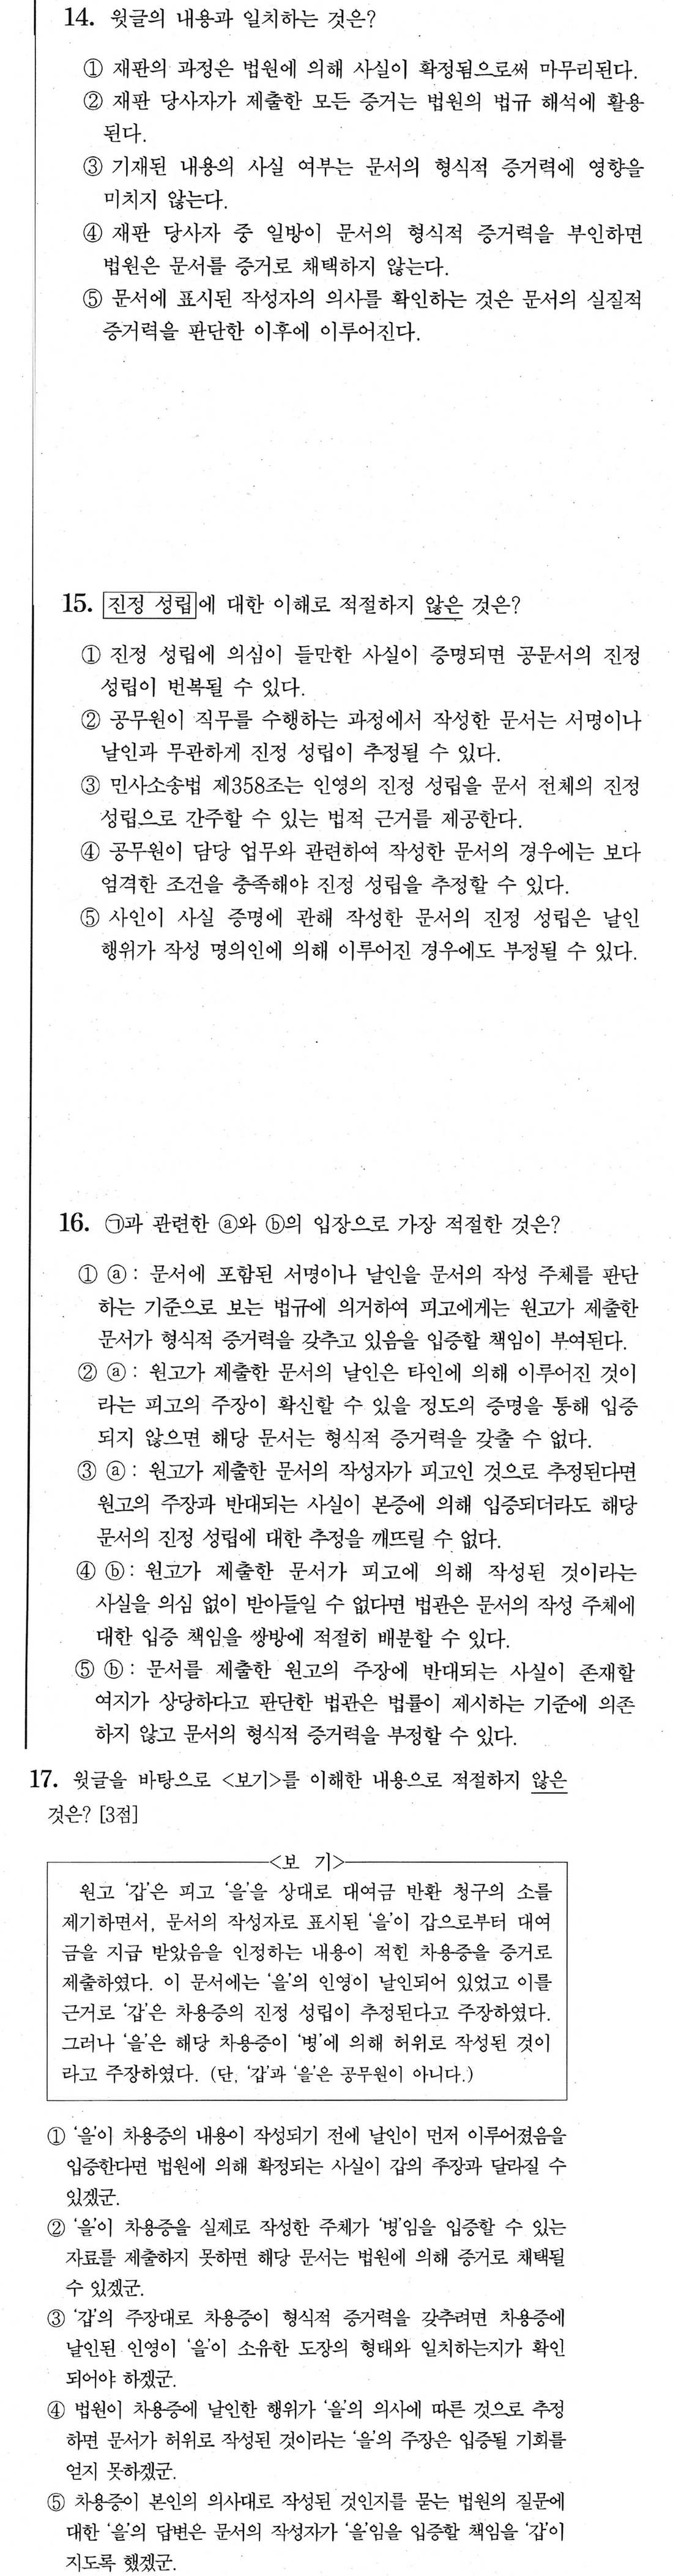 14. 윗글의 내용과 일치하는 것은?
① 재판의 과정은 법원에 의해 사실이 확정됨으로써 마무리된다.
② 재판 당사자가 제출한 모든 증거는 법원의 법규 해석에 활용
된다.
③ 기재된 내용의 사실 여부는 문서의 형식적 증거력에 영향을
미치지 않는다.
④ 재판 당사자 중 일방이 문서의 형식적 증거력을 부인하면
법원은 문서를 증거로 채택하지 않는다.
⑤ 문서에 표시된 작성자의 의사를 확인하는 것은 문서의 실질적
증거력을 판단한 이후에 이루어진다.
15. 진정 성립에 대한 이해로 적절하지 않은 것은?
① 진정 성립에 의심이 들만한 사실이 증명되면 공문서의 진정
성립이 번복될 수 있다.
② 공무원이 직무를 수행하는 과정에서 작성한 문서는 서명이나
날인과 무관하게 진정 성립이 추정될 수 있다.
③ 민사소송법 제358조는 인영의 진정 성립을 문서 전체의 진정
성립으로 간주할 수 있는 법적 근거를 제공한다.
④ 공무원이 담당 업무와 관련하여 작성한 문서의 경우에는 보다
엄격한 조건을 충족해야 진정 성립을 추정할 수 있다.
⑤ 사인이 사실 증명에 관해 작성한 문서의 진정 성립은 날인
행위가 작성 명의인에 의해 이루어진 경우에도 부정될 수 있다.
16. ㉠과 관련한 ⓐ와 ⓑ의 입장으로 가장 적절한 것은?
① ⓐ: 문서에 포함된 서명이나 날인을 문서의 작성 주체를 판단
하는 기준으로 보는 법규에 의거하여 피고에게는 원고가 제출한
문서가 형식적 증거력을 갖추고 있음을 입증할 책임이 부여된다.
② ⓐ: 원고가 제출한 문서의 날인은 타인에 의해 이루어진 것이
라는 피고의 주장이 확신할 수 있을 정도의 증명을 통해 입증
되지 않으면 해당 문서는 형식적 증거력을 갖출 수 없다.
③ ⓐ: 원고가 제출한 문서의 작성자가 피고인 것으로 추정된다면
원고의 주장과 반대되는 사실이 본증에 의해 입증되더라도 해당
문서의 진정 성립에 대한 추정을 깨뜨릴 수 없다.
④ ⓑ: 원고가 제출한 문서가 피고에 의해 작성된 것이라는
사실을 의심 없이 받아들일 수 없다면 법관은 문서의 작성 주체에
대한 입증 책임을 쌍방에 적절히 배분할 수 있다.
⑤ ⓑ: 문서를 제출한 원고의 주장에 반대되는 사실이 존재할
여지가 상당하다고 판단한 법관은 법률이 제시하는 기준에 의존
하지 않고 문서의 형식적 증거력을 부정할 수 있다.
17. 윗글을 바탕으로 <보기>를 이해한 내용으로 적절하지 않은
것은? [3점]
<보 기>
원고 '갑'은 피고 '을'을 상대로 대여금 반환 청구의 소를
제기하면서, 문서의 작성자로 표시된 '을'이 갑으로부터 대여
금을 지급 받았음을 인정하는 내용이 적힌 차용증을 증거로
제출하였다. 이 문서에는 '을'의 인영이 날인되어 있었고 이를
근거로 '갑'은 차용증의 진정 성립이 추정된다고 주장하였다.
그러나 '을'은 해당 차용증이 '병'에 의해 허위로 작성된 것이
라고 주장하였다. (단, '갑'과 '을'은 공무원이 아니다.)
① '을'이 차용증의 내용이 작성되기 전에 날인이 먼저 이루어졌음을
입증한다면 법원에 의해 확정되는 사실이 갑의 주장과 달라질 수
있겠군.
② '을'이 차용증을 실제로 작성한 주체가 '병'임을 입증할 수 있는
자료를 제출하지 못하면 해당 문서는 법원에 의해 증거로 채택될
수 있겠군.
③ '갑'의 주장대로 차용증이 형식적 증거력을 갖추려면 차용증에
날인된 인영이 '을'이 소유한 도장의 형태와 일치하는지가 확인
되어야 하겠군.
④ 법원이 차용증에 날인한 행위가 '을'의 의사에 따른 것으로 추정
하면 문서가 허위로 작성된 것이라는 '을'의 주장은 입증될 기회를
얻지 못하겠군.
⑤ 차용증이 본인의 의사대로 작성된 것인지를 묻는 법원의 질문에
대한 '을'의 답변은 문서의 작성자가 '을'임을 입증할 책임을 '갑'이
지도록 했겠군.